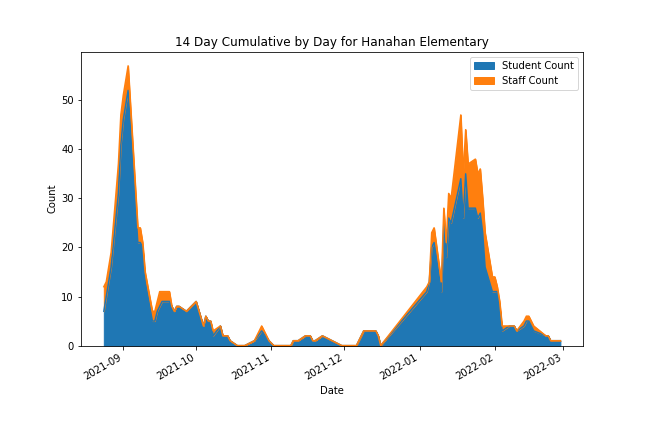 14 Day Cumulative by Day for Hanahan Elementary
Student Count
Staff Count
Count
50
40
30
20
10
0
2021-09
2021-10
2021-11
2021-12
2022-01
2022-02
2022-03
Date